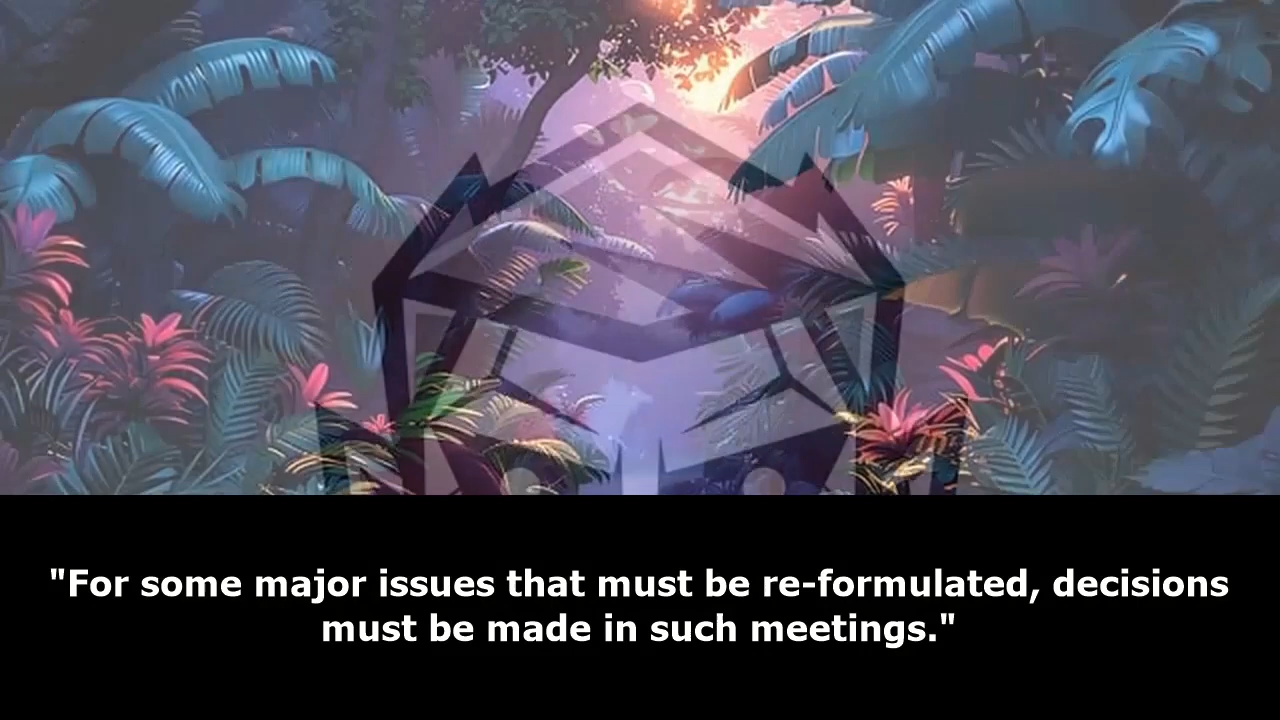 "For some major issues that must be re-formulated, decisions
must be made in such meetings."